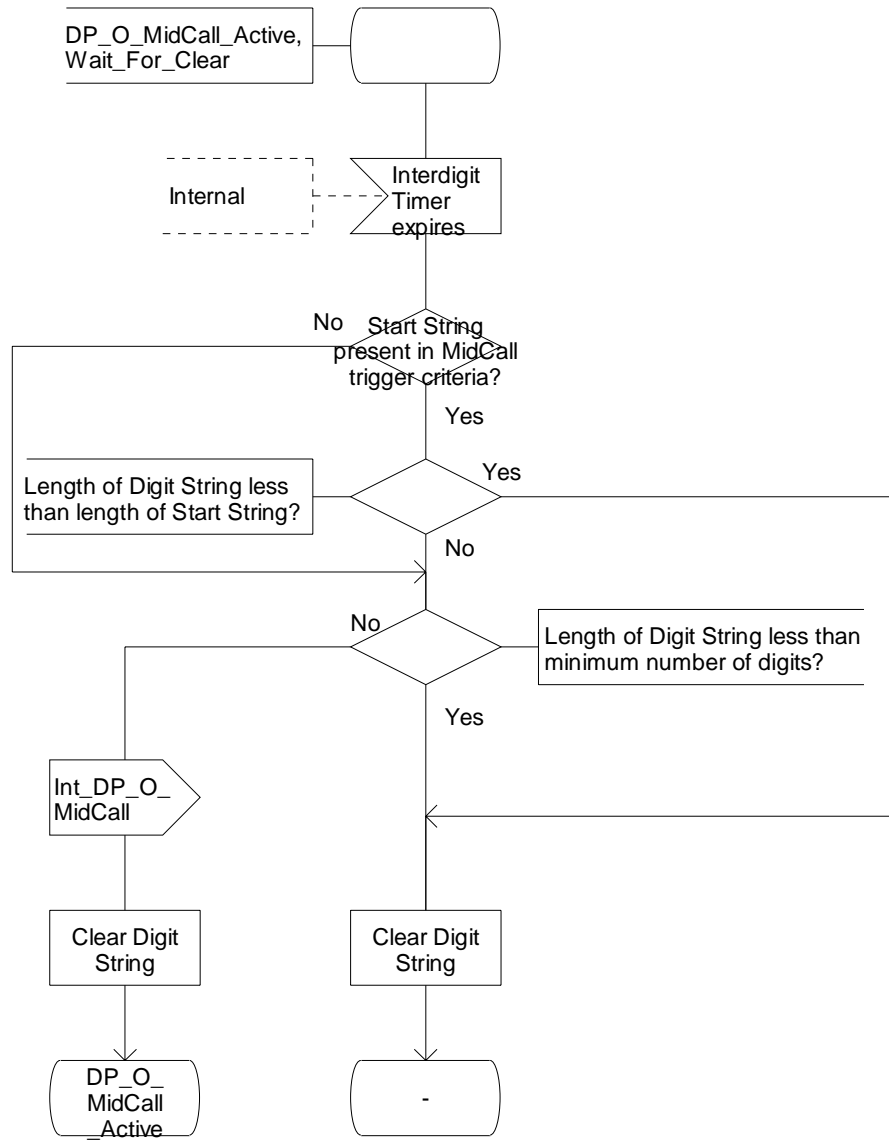 DP_O_MidCall_Active,
Wait_For_Clear
Internal
Interdigit
Timer
expires
No
Start String
present in MidCall
trigger criteria?
Yes
Length of Digit String less
than length of Start String?
Yes
No
No
Length of Digit String less than
minimum number of digits?
Yes
Int_DP_O_
MidCall
Clear Digit
String
Clear Digit
String
DP_O_
MidCall
_Active
-